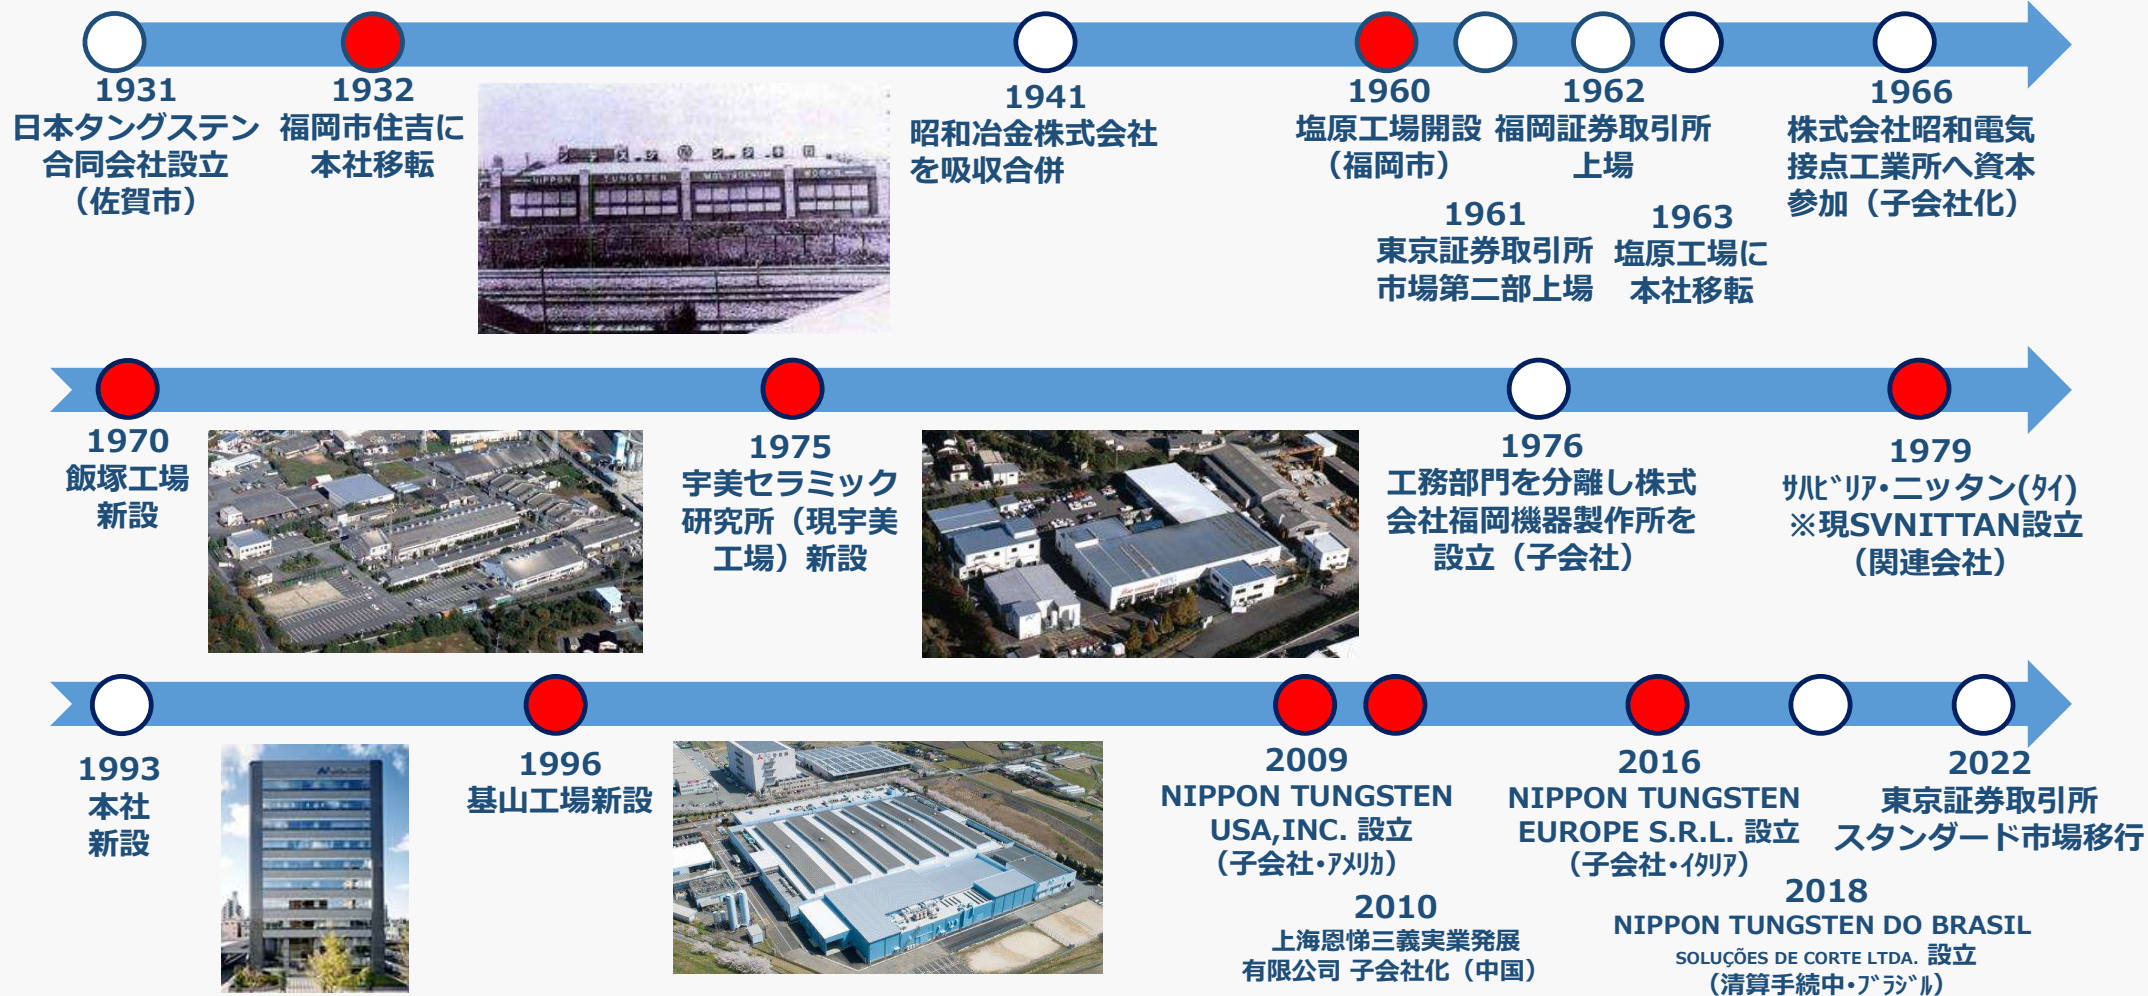 1931
日本タングステン
合同会社設立
（佐賀市）
1932
福岡市住吉に
本社移転
NIPPON TUNGSTEN MOLYBDENUM WORKS
1941
昭和冶金株式会社
を吸収合併
1960
塩原工場開設
（福岡市）
1961
東京証券取引所
市場第二部上場
1962
福岡証券取引所
上場
1963
塩原工場に
本社移転
1966
株式会社昭和電気
接点工業所へ資本
参加（子会社化）
1970
飯塚工場
新設
1975
宇美セラミック
研究所（現宇美
工場）新設
1976
工務部門を分離し株式
会社福岡機器製作所を
設立（子会社）
1979
ｻﾊﾋﾞﾘｱ・ニッタン(ﾀｲ)
※現SVNITTAN設立
（関連会社）
1993
本社
新設
1996
基山工場新設
2009
NIPPON TUNGSTEN
USA,INC. 設立
（子会社・ｱﾒﾘｶ）
2010
上海恩悌三義実業発展
有限公司 子会社化（中国）
2016
NIPPON TUNGSTEN
EUROPE S.R.L. 設立
（子会社・ｲﾀﾘｱ）
2018
NIPPON TUNGSTEN DO BRASIL
SOLUÇÕES DE CORTE LTDA. 設立
（清算手続中・ﾌﾞﾗｼﾞﾙ）
2022
東京証券取引所
スタンダード市場移行